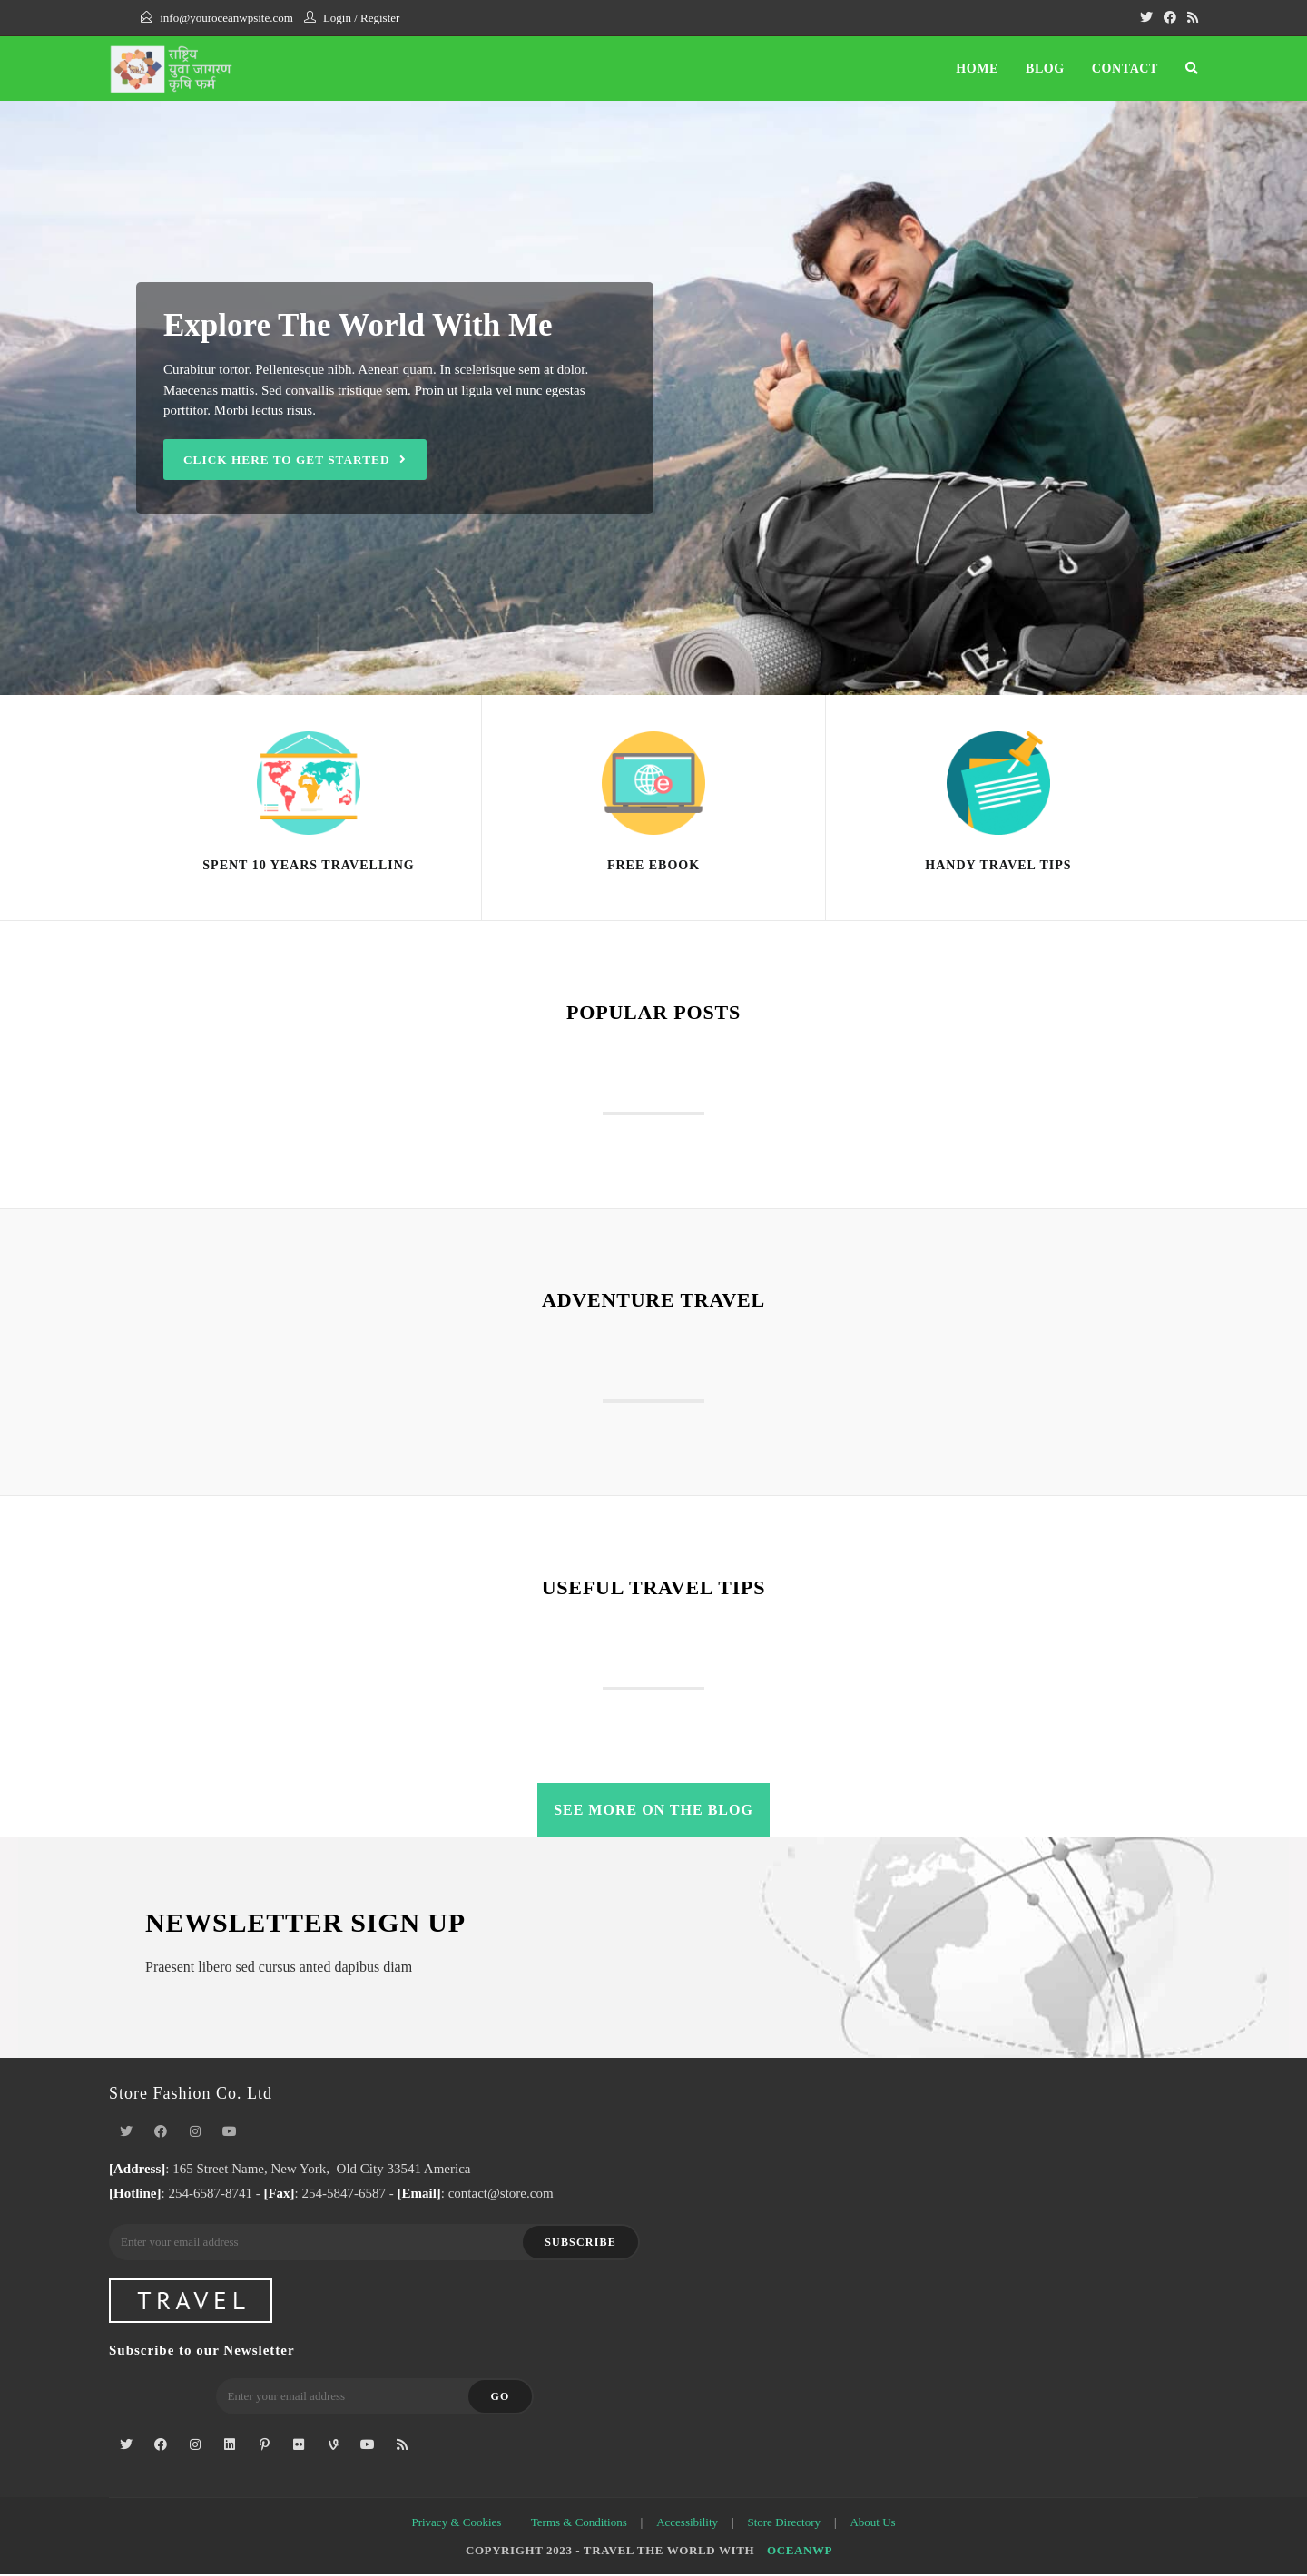 info@youroceanwpsite.com Login / Register
राष्ट्रिय
युवा जागरण
कृषि फर्म
HOME BLOG CONTACT
Explore The World With Me
Curabitur tortor. Pellentesque nibh. Aenean quam. In scelerisque sem at dolor.
Maecenas mattis. Sed convallis tristique sem. Proin ut ligula vel nunc egestas
porttitor. Morbi lectus risus.
CLICK HERE TO GET STARTED
SPENT 10 YEARS TRAVELLING
FREE EBOOK
HANDY TRAVEL TIPS
POPULAR POSTS
ADVENTURE TRAVEL
USEFUL TRAVEL TIPS
SEE MORE ON THE BLOG
NEWSLETTER SIGN UP
Praesent libero sed cursus anted dapibus diam
Store Fashion Co. Ltd
[Address]: 165 Street Name, New York, Old City 33541 America
[Hotline]: 254-6587-8741 - [Fax]: 254-5847-6587 - [Email]: contact@store.com
Enter your email address SUBSCRIBE
TRAVEL
Subscribe to our Newsletter
Enter your email address GO
Privacy & Cookies | Terms & Conditions | Accessibility | Store Directory | About Us
COPYRIGHT 2023 - TRAVEL THE WORLD WITH OCEANWP